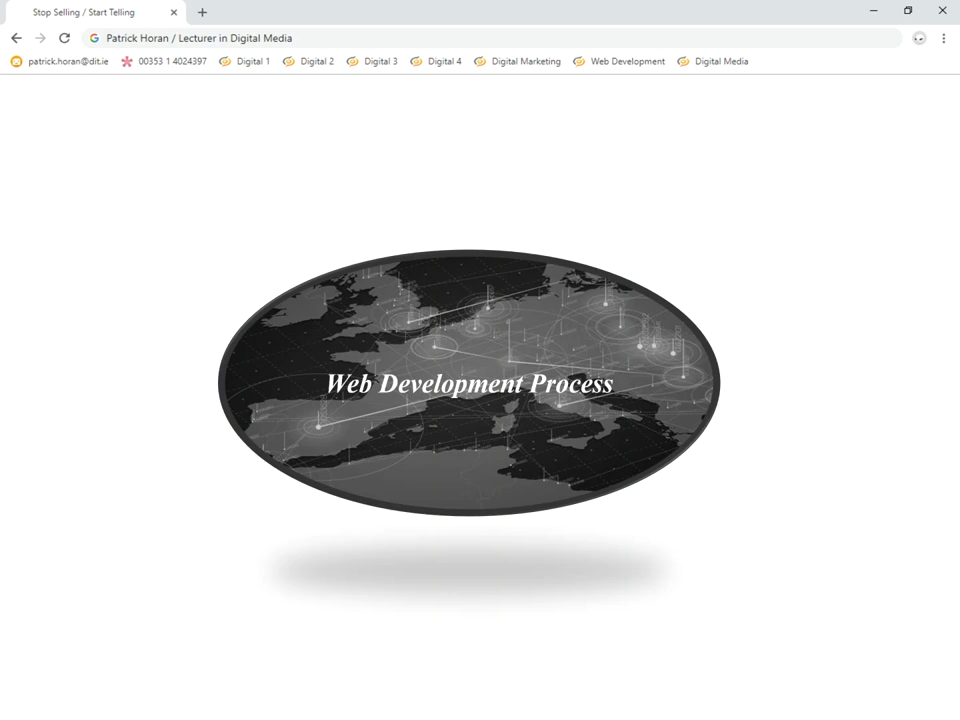 Stop Selling / Start Telling
Patrick Horan / Lecturer in Digital Media
patrick.horan@dit.ie 00353 1 4024397 Digital 1 Digital 2 Digital 3 Digital 4 Digital Marketing Web Development Digital Media
Web Development Process